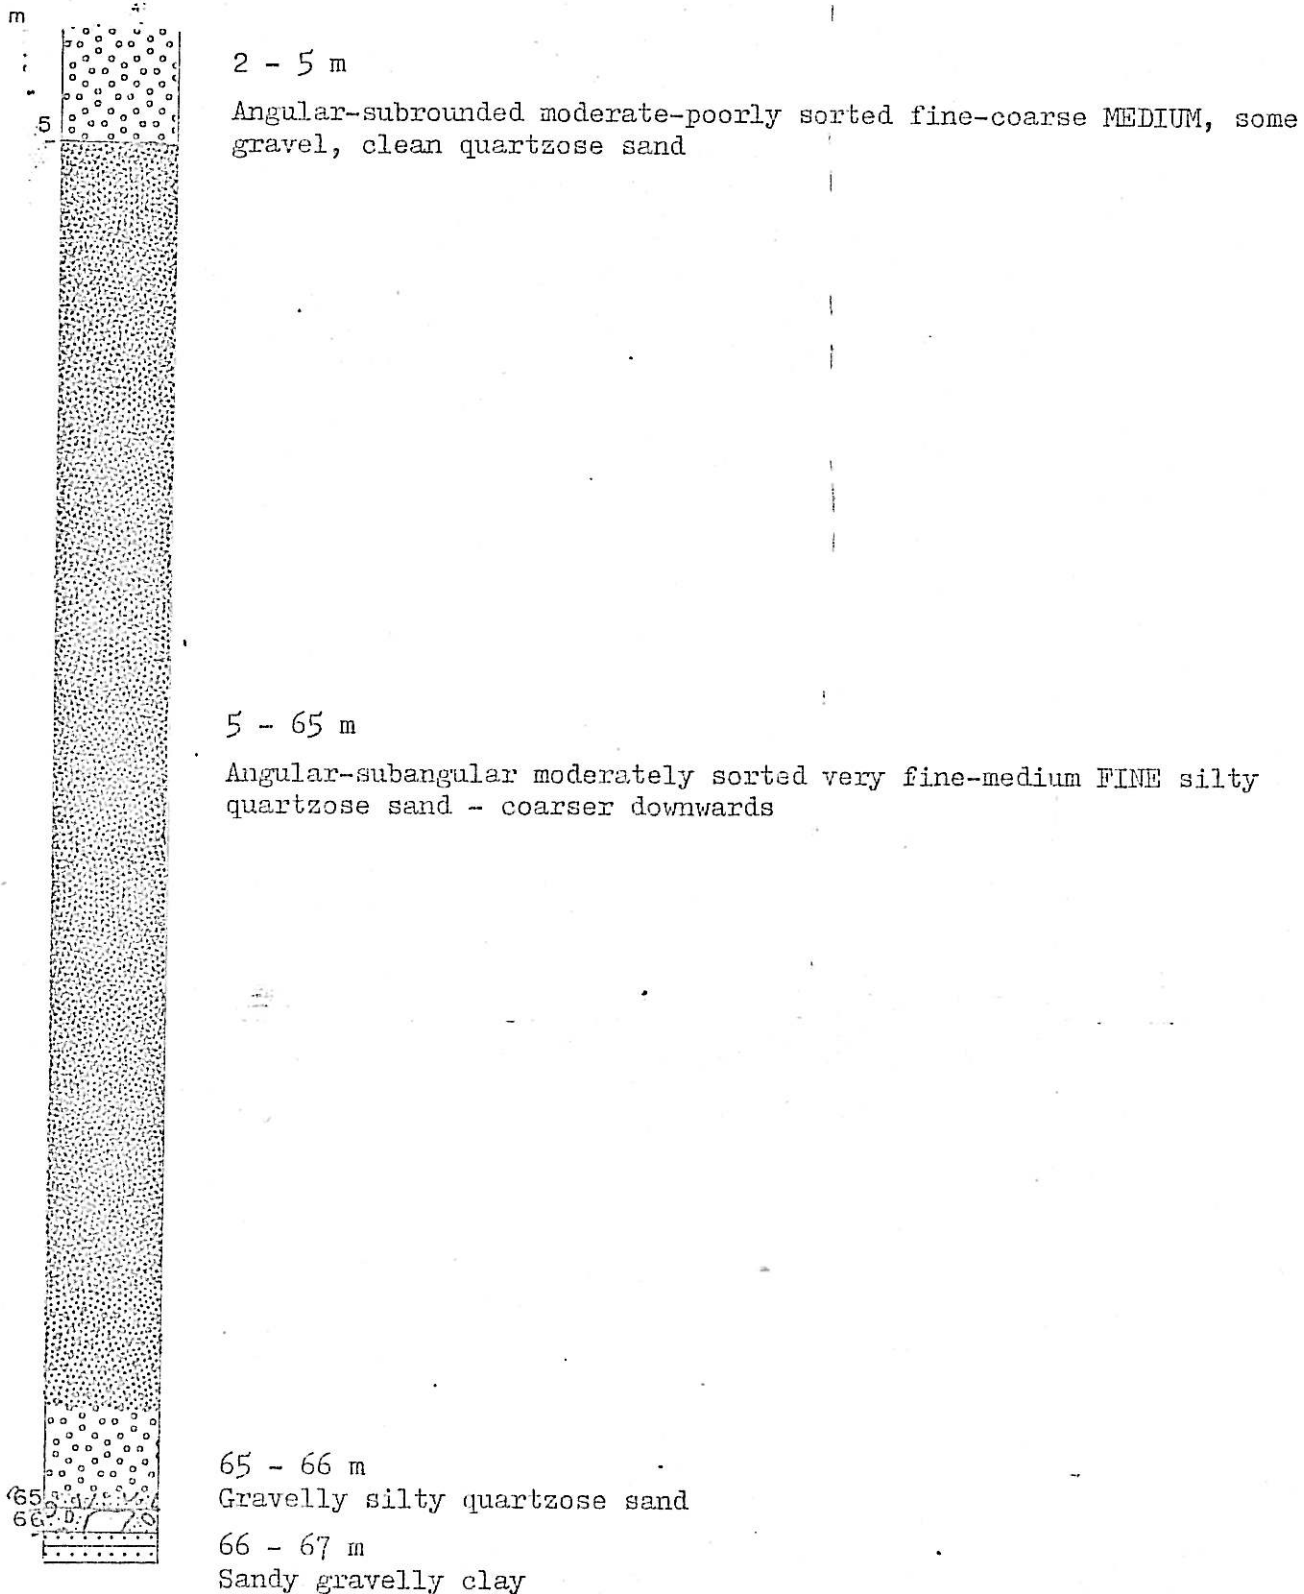 m
2 - 5 m
Angular-subrounded moderate-poorly sorted fine-coarse MEDIUM, some
gravel, clean quartzose sand
5
5 - 65 m
Angular-subangular moderately sorted very fine-medium FINE silty
quartzose sand - coarser downwards
65 - 66 m
65
Gravelly silty quartzose sand
66
66 - 67 m
Sandy gravelly clay